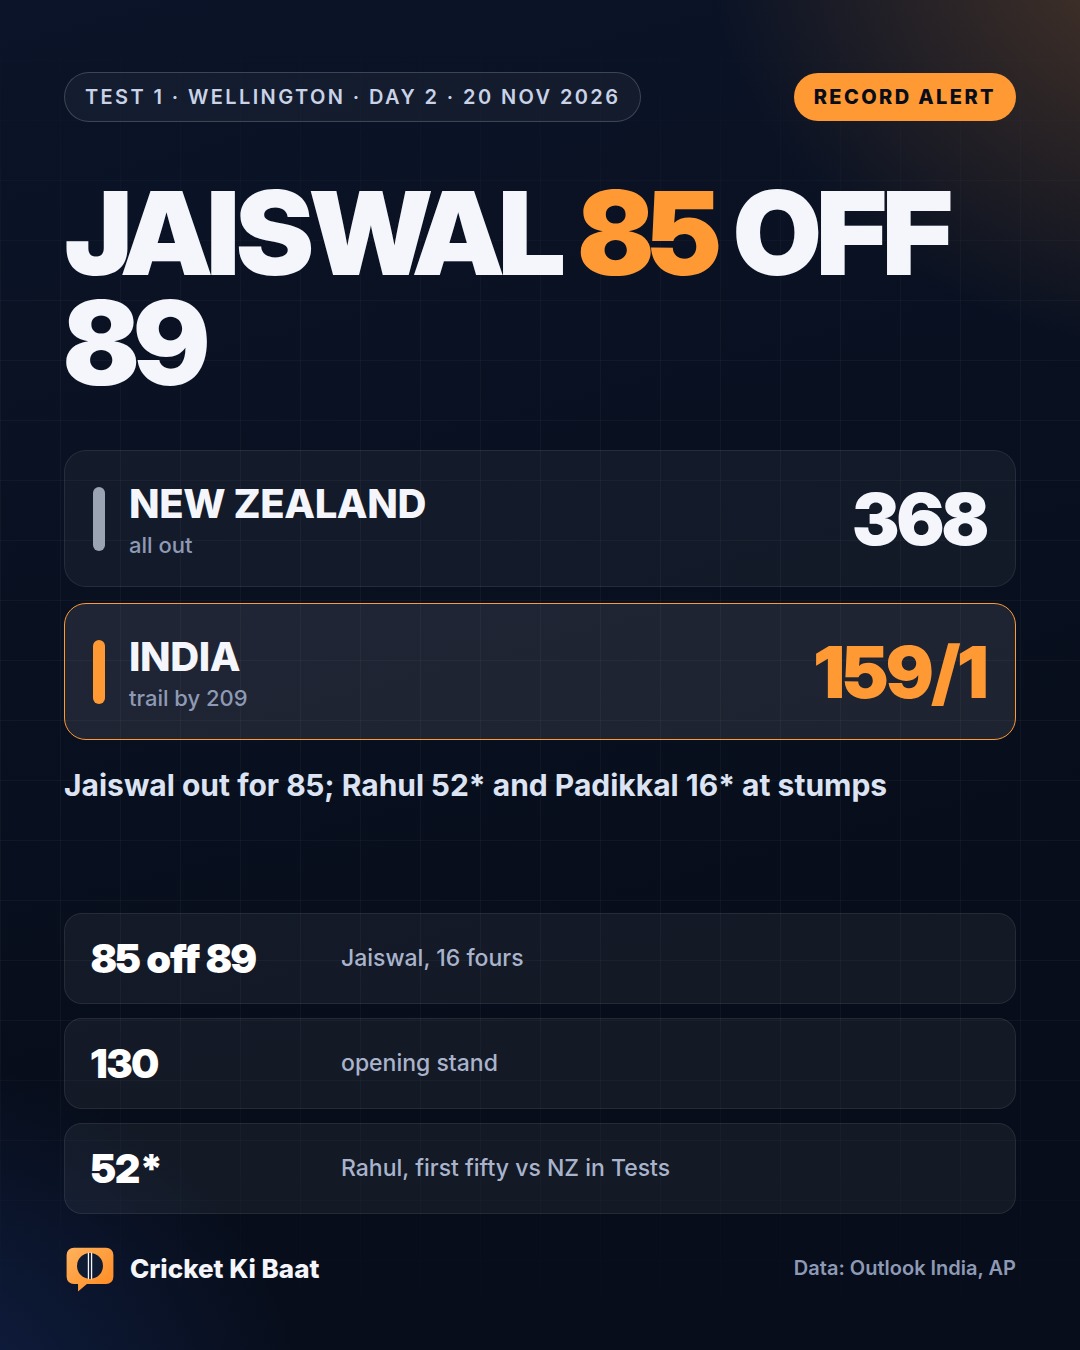 TEST 1 · WELLINGTON · DAY 2 · 20 NOV 2026
RECORD ALERT
JAISWAL 85 OFF
89
NEW ZEALAND
all out
368
INDIA
trail by 209
159/1
Jaiswal out for 85; Rahul 52* and Padikkal 16* at stumps
85 off 89
Jaiswal, 16 fours
130
opening stand
52*
Rahul, first fifty vs NZ in Tests
Cricket Ki Baat
Data: Outlook India, AP